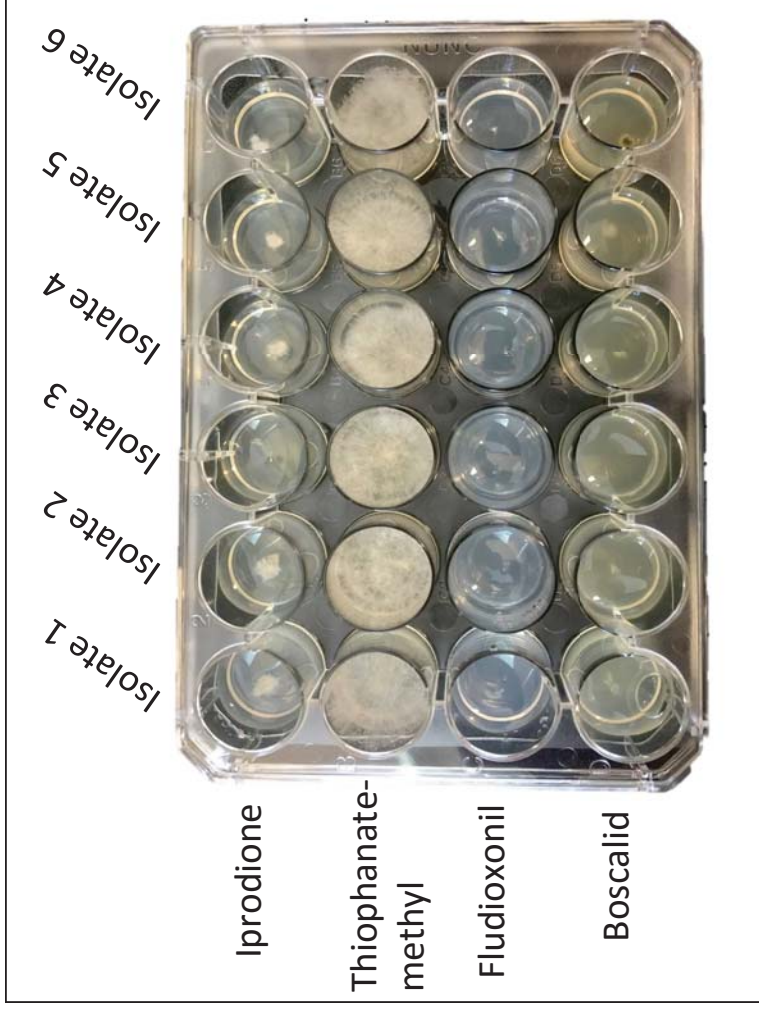 Isolate 6
Isolate 5
Isolate 4
Isolate 3
Isolate 2
Isolate 1
NUNC
Iprodione
Thiophanate-
methyl
Fludioxonil
Boscalid